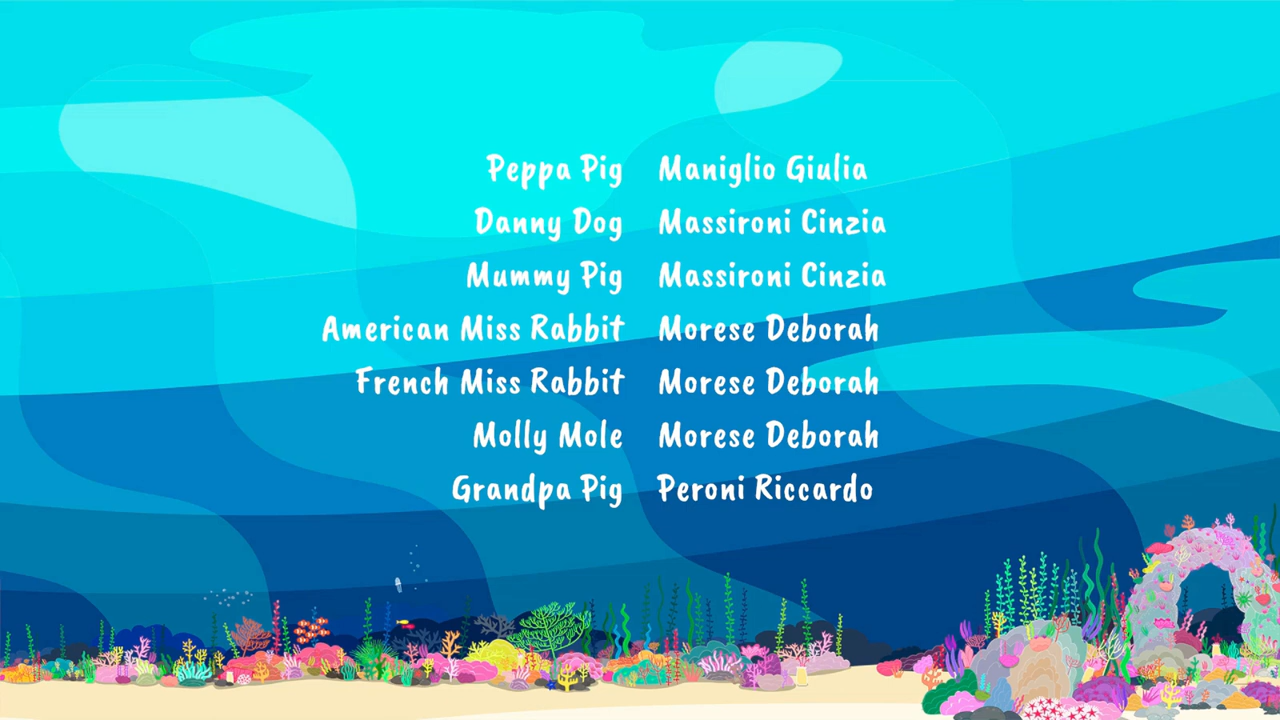 Peppa Pig Maniglio Giulia
Danny Dog Massironi Cinzia
Mummy Pig Massironi Cinzia
American Miss Rabbit Morese Deborah
French Miss Rabbit Morese Deborah
Molly Mole Morese Deborah
Grandpa Pig Peroni Riccardo